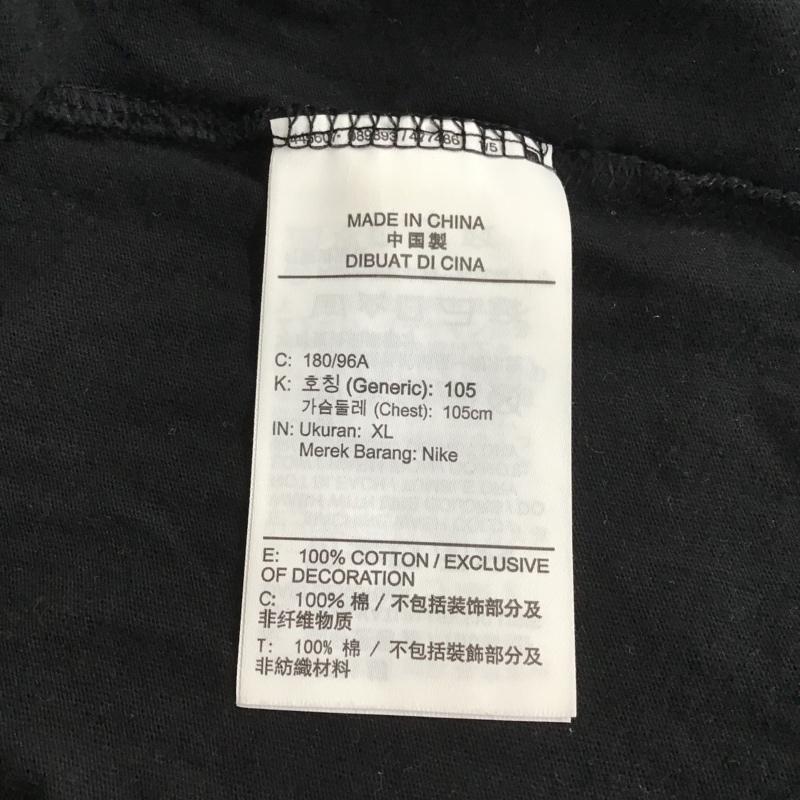 MADE IN CHINA
中国製
DIBUAT DI CINA
C: 180/96A
K: 호칭 (Generic): 105
가슴둘레 (Chest): 105cm
IN: Ukuran: XL
Merek Barang: Nike
E: 100% COTTON / EXCLUSIVE
OF DECORATION
C: 100% 棉 / 不包括装饰部分及
非纤维物质
T: 100% 棉 / 不包括裝飾部分及
非紡織材料